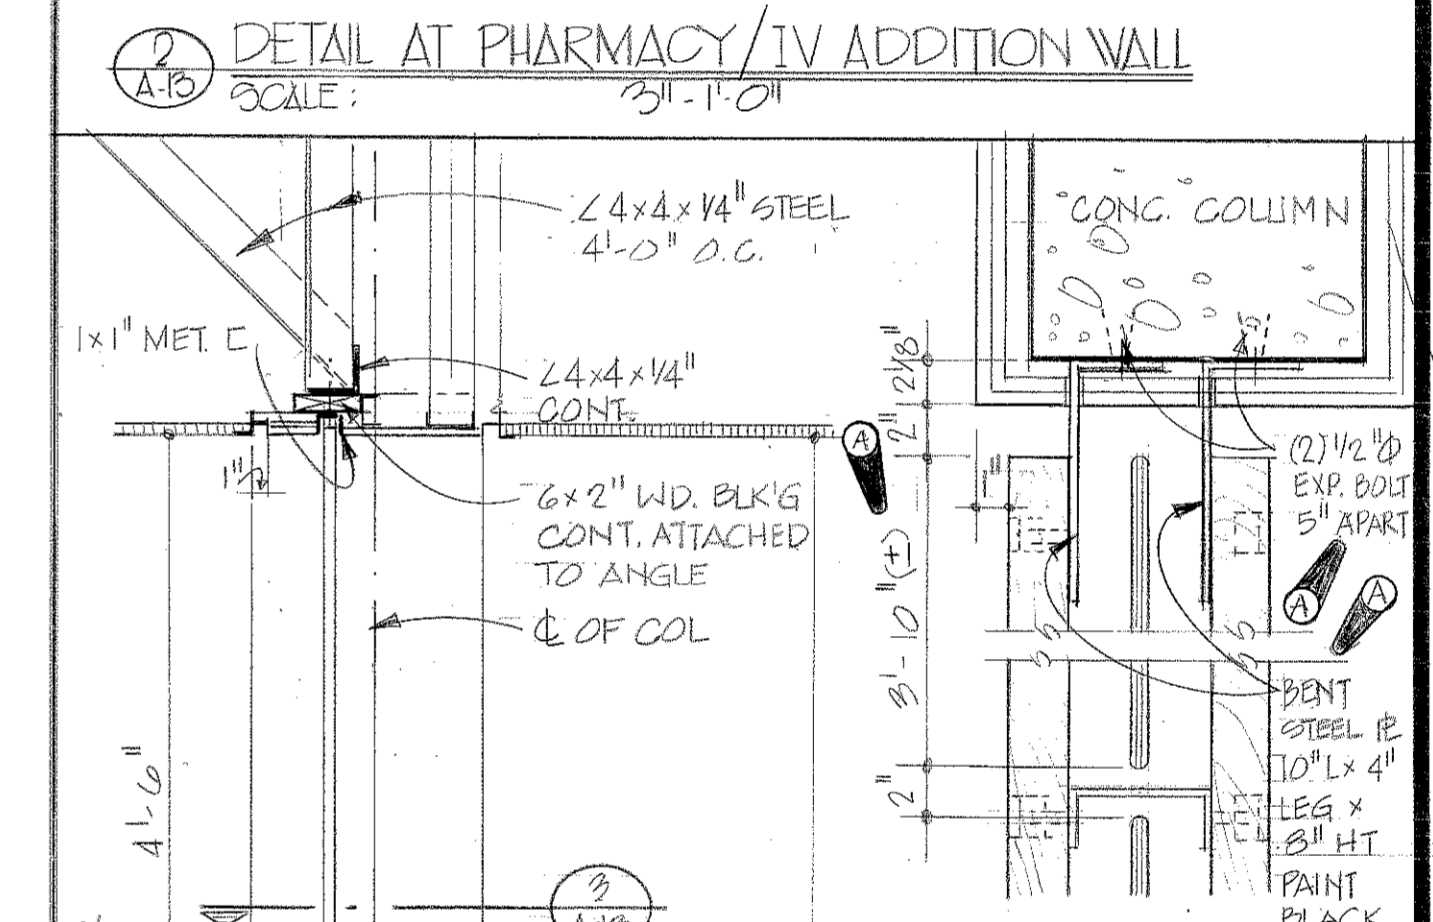 2
A-13
DETAIL AT PHARMACY/IV ADDITION WALL
SCALE: 3"-1'-0"
∠4x4x1/4" STEEL
4'-0" O.C.
1x1" MET. [
∠4x4x1/4"
CONT.
1"
6x2" WD. BLK'G
CONT. ATTACHED
TO ANGLE
℄ OF COL
4'-6"
3
A-13
CONC. COLUMN
2 1/8"
2"
1"
3'-10"(±)
2"
A
(2) 1/2"Ø
EXP. BOLT
5" APART
A
A
BENT
STEEL ℄
10"L x 4"
LEG x
8" HT
PAINT
BLACK